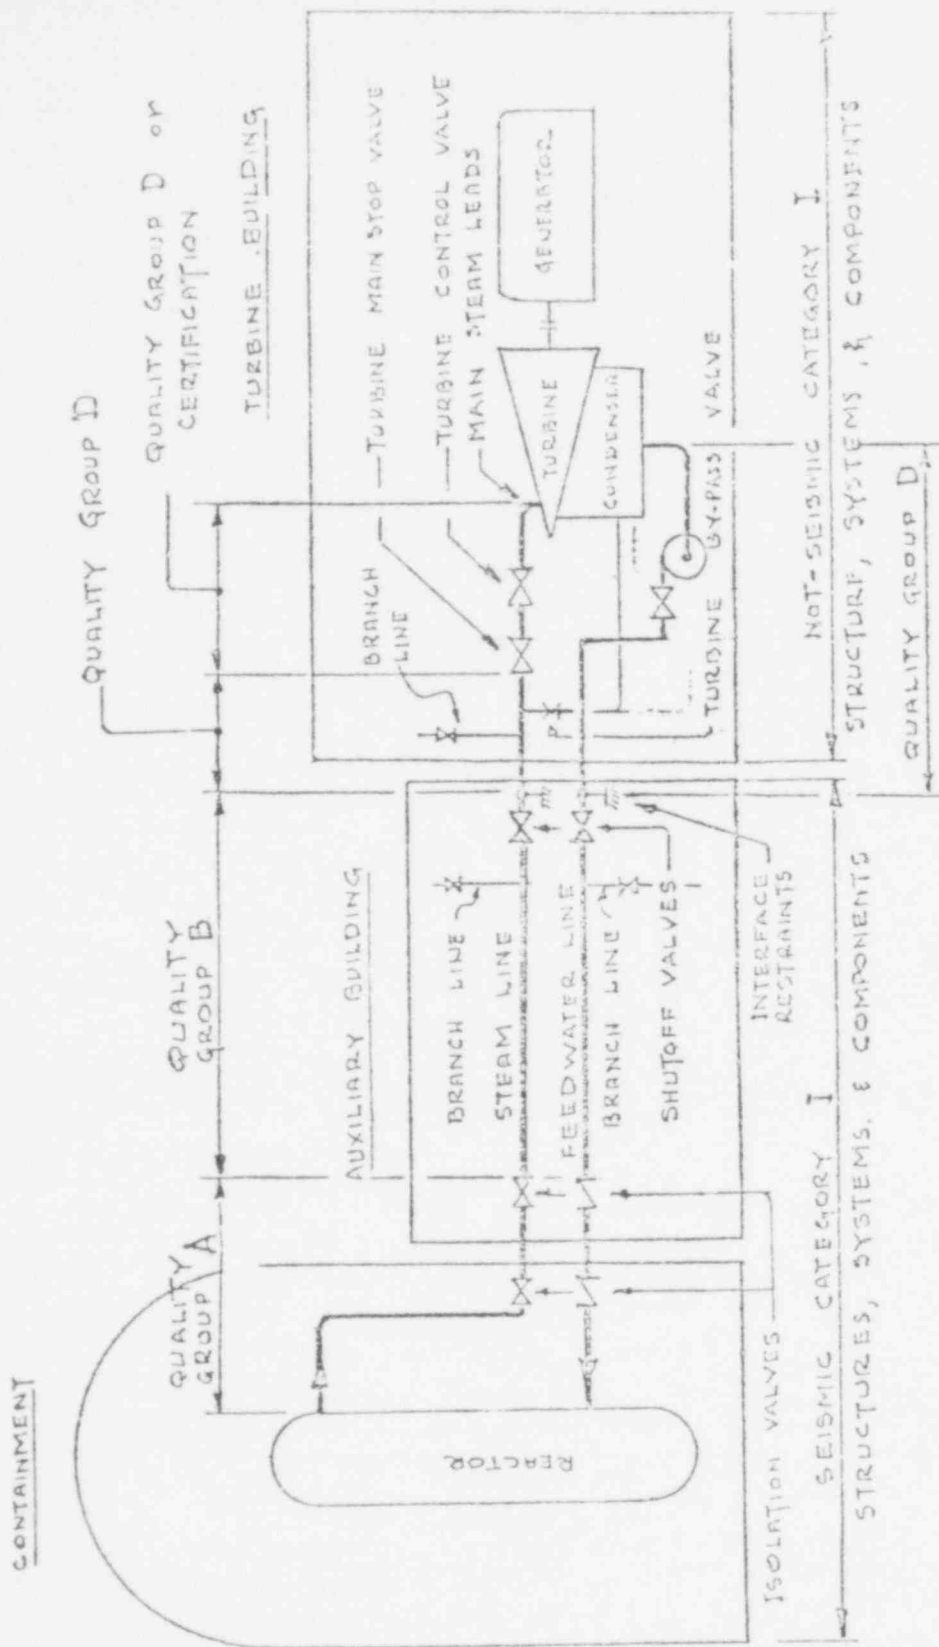 CONTAINMENT
QUALITY
GROUP A
QUALITY
GROUP B
QUALITY GROUP D
QUALITY GROUP D or
CERTIFICATION
AUXILIARY BUILDING
TURBINE BUILDING
REACTOR
BRANCH LINE
STEAM LINE
FEEDWATER LINE
BRANCH LINE
SHUTOFF VALVES
INTERFACE
RESTRAINTS
ISOLATION VALVES
BRANCH
LINE
TURBINE MAIN STOP VALVE
TURBINE CONTROL VALVE
MAIN STEAM LEADS
TURBINE
CONDENSER
GENERATOR
TURBINE BY-PASS VALVE
SEISMIC CATEGORY I
STRUCTURES, SYSTEMS, & COMPONENTS
NOT-SEISMIC CATEGORY I
STRUCTURE, SYSTEMS, & COMPONENTS
QUALITY GROUP D